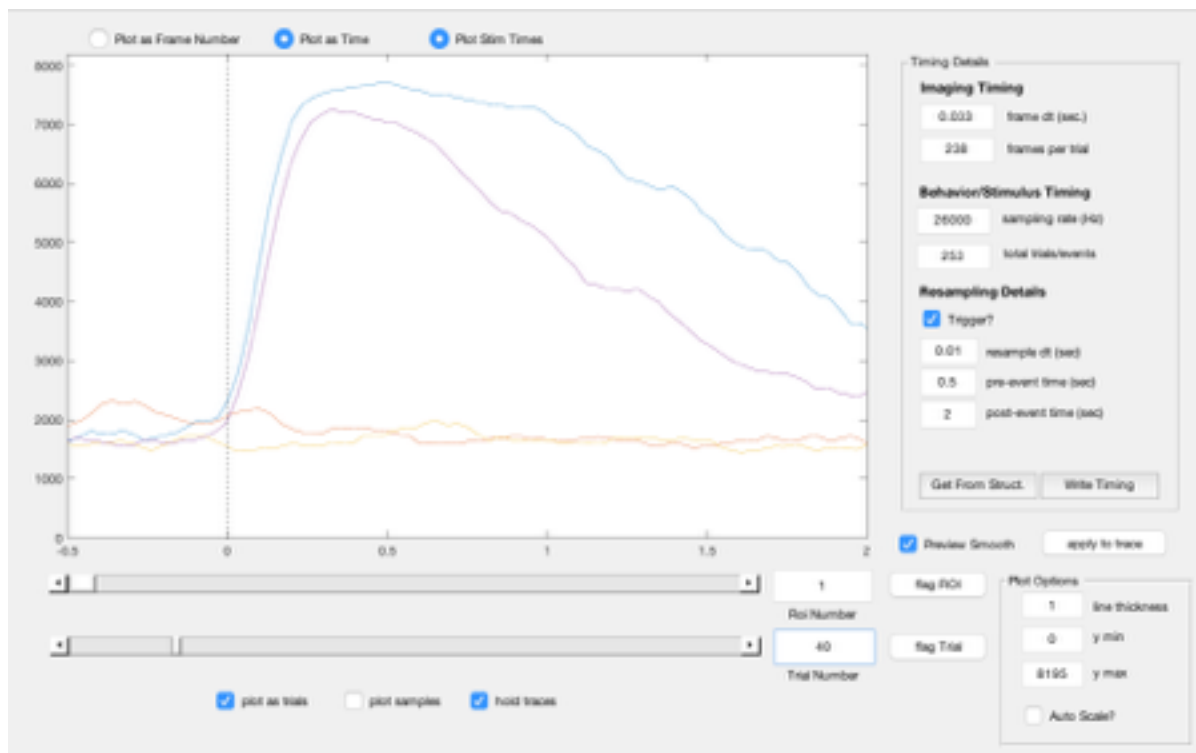 Plot as Frame Number Plot as Time Plot Stim Times
8000
7000
6000
5000
4000
3000
2000
1000
0
-0.5 0 0.5 1 1.5 2
Timing Details
Imaging Timing
0.033 frame dt (sec.)
238 frames per trial
Behavior/Stimulus Timing
26000 sampling rate (Hz)
253 total trials/events
Resampling Details
Trigger?
0.01 resample dt (sec)
0.5 pre-event time (sec)
2 post-event time (sec)
Get From Struct. Write Timing
Preview Smooth apply to trace
1 flag ROI
Roi Number
40 flag Trial
Trial Number
plot as trials plot samples hold traces
Plot Options
1 line thickness
0 y min
8195 y max
Auto Scale?